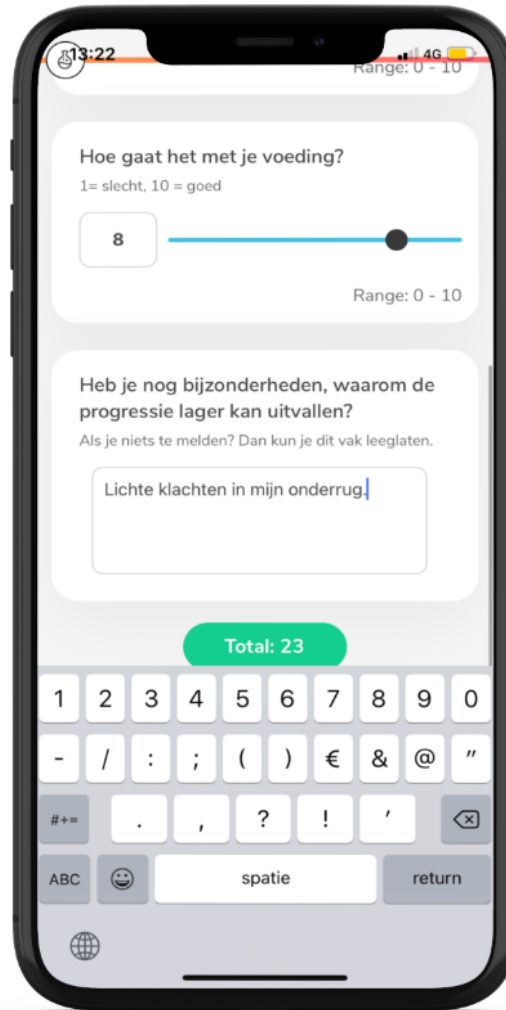 13:22
4G
Range: 0 - 10
Hoe gaat het met je voeding?
1= slecht, 10 = goed
8
Range: 0 - 10
Heb je nog bijzonderheden, waarom de
progressie lager kan uitvallen?
Als je niets te melden? Dan kun je dit vak leeglaten.
Lichte klachten in mijn onderrug.
Total: 23
1 2 3 4 5 6 7 8 9 0
- / : ; ( ) € & @ "
#+= . , ? ! '
ABC spatie return